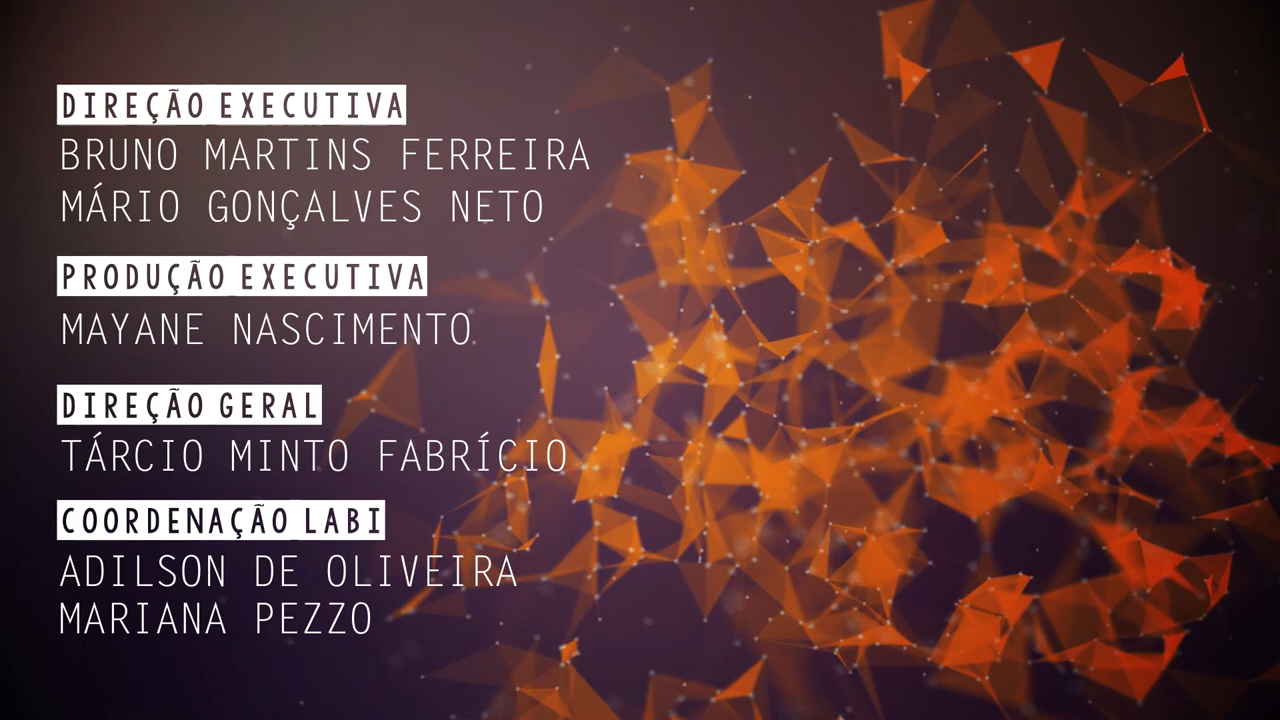 DIREÇÃO EXECUTIVA
BRUNO MARTINS FERREIRA
MÁRIO GONÇALVES NETO
PRODUÇÃO EXECUTIVA
MAYANE NASCIMENTO
DIREÇÃO GERAL
TÁRCIO MINTO FABRÍCIO
COORDENAÇÃO LABI
ADILSON DE OLIVEIRA
MARIANA PEZZO